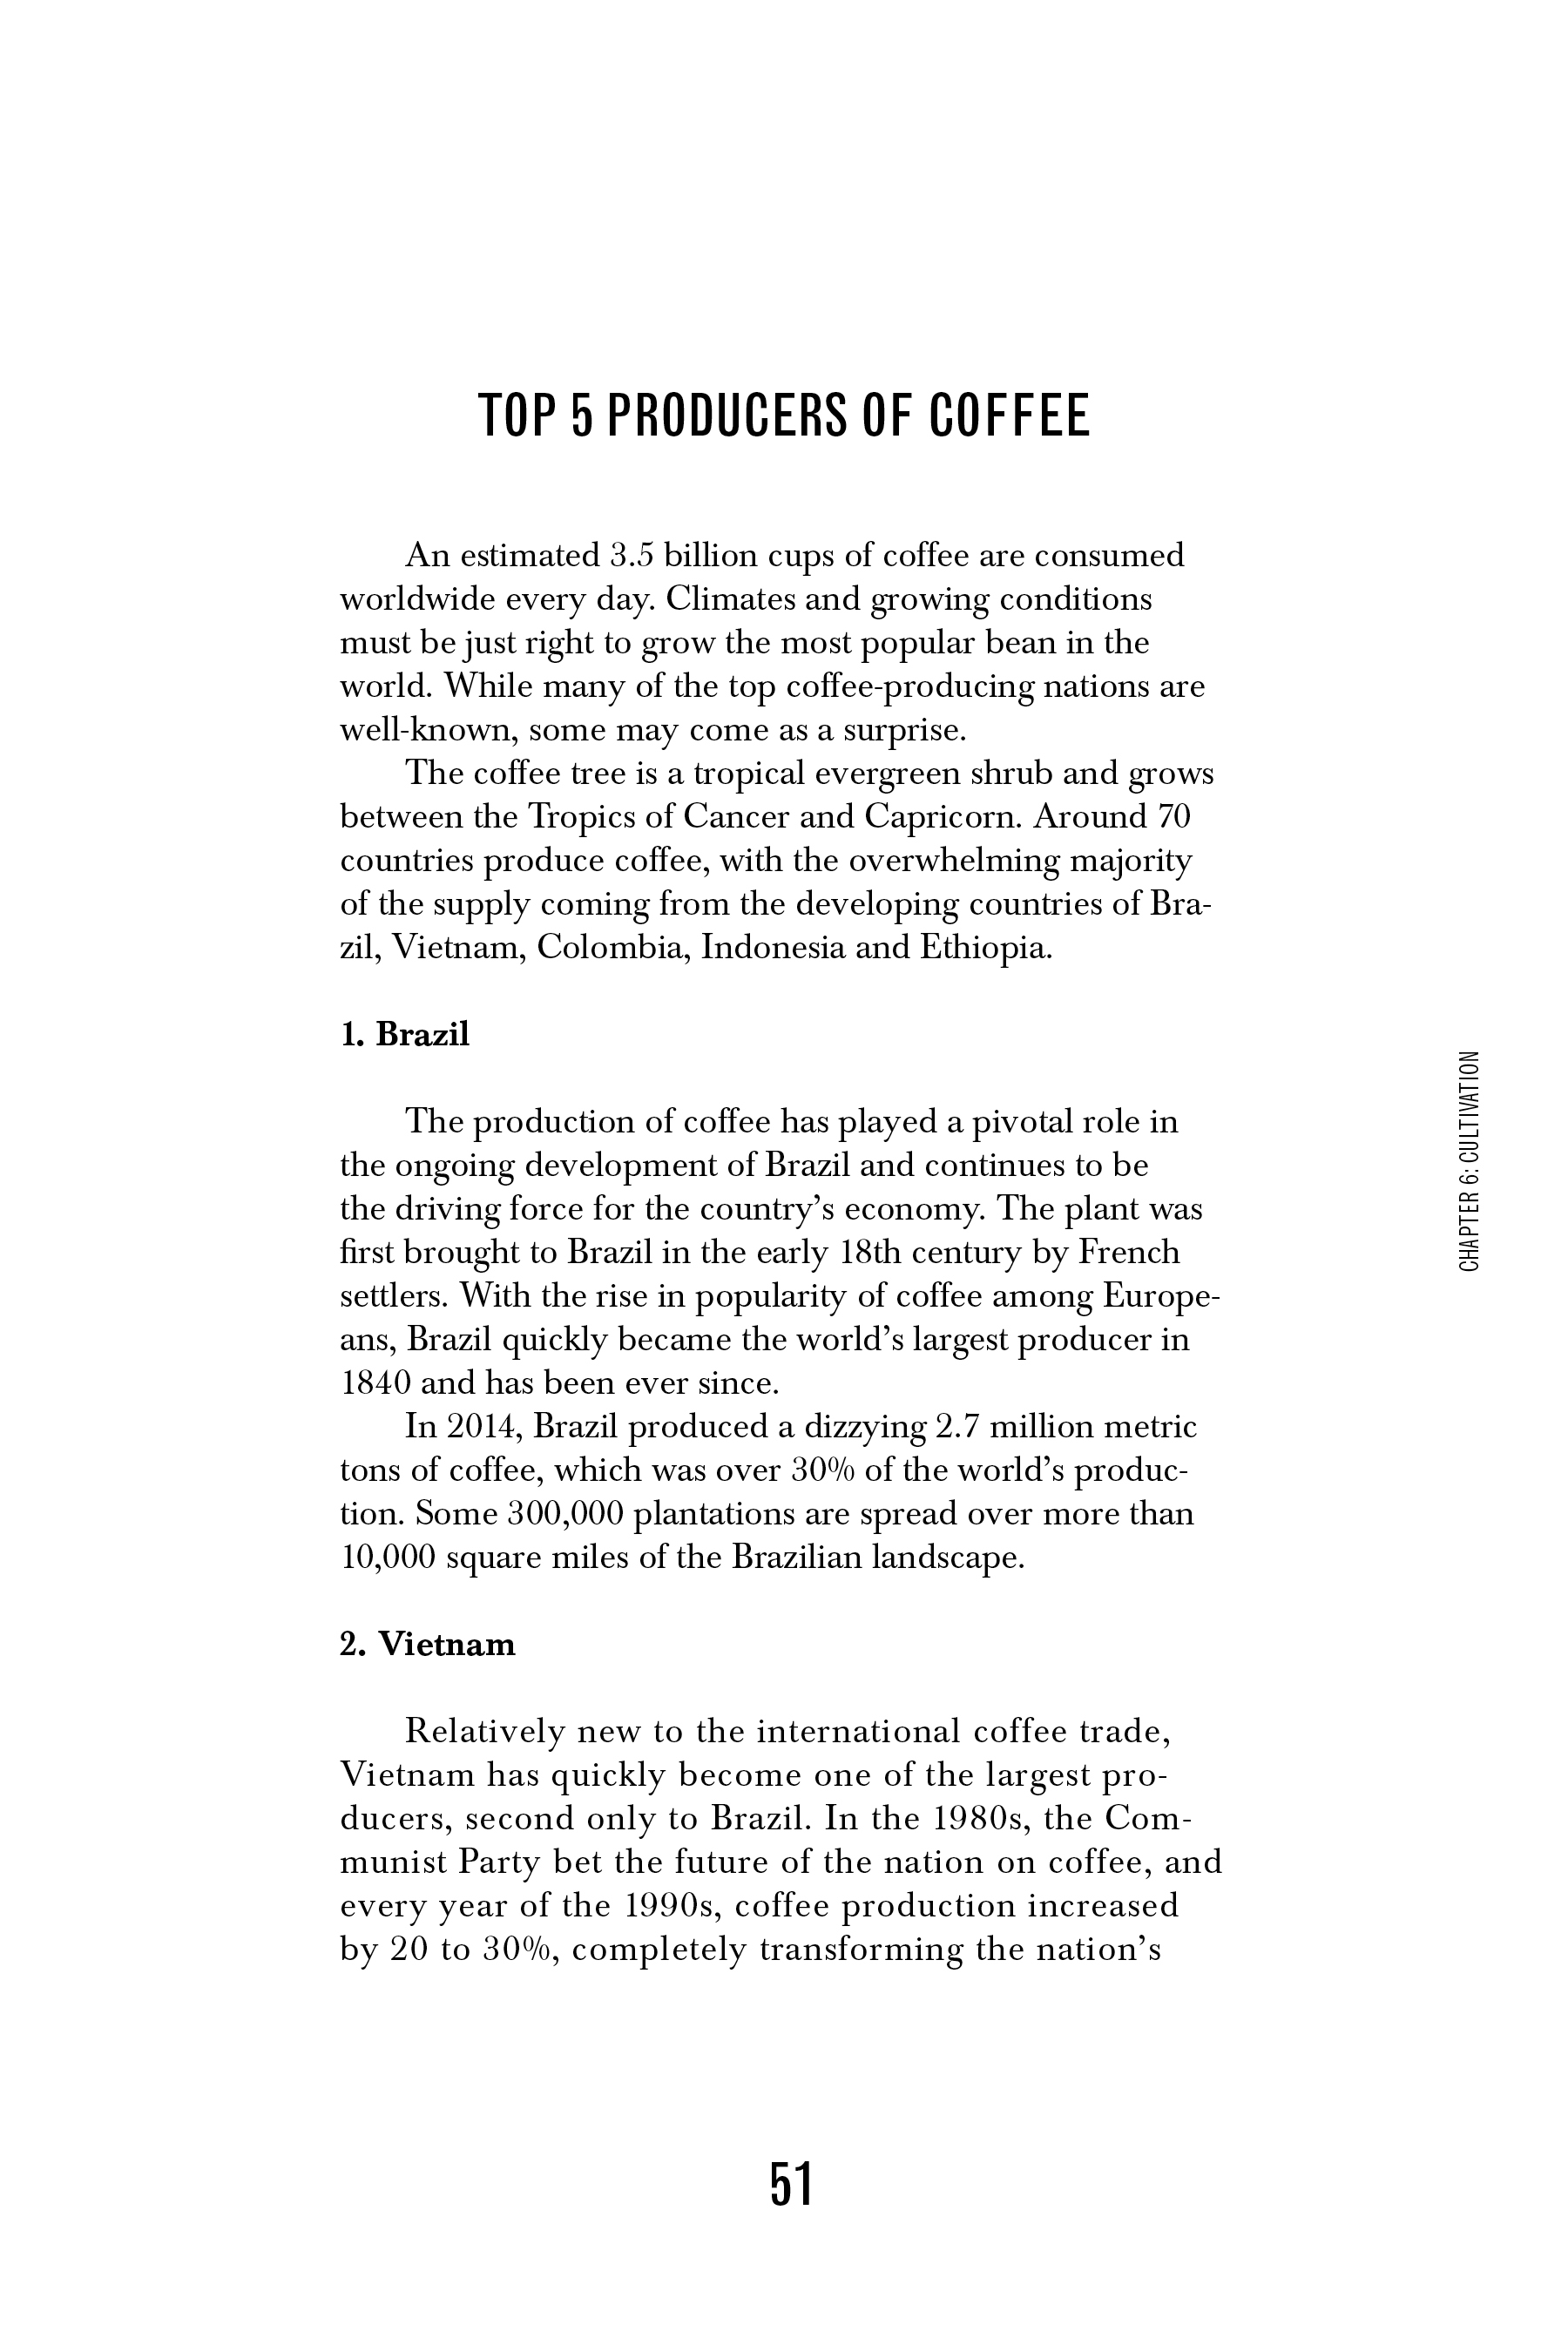 TOP 5 PRODUCERS OF COFFEE
An estimated 3.5 billion cups of coffee are consumed
worldwide every day. Climates and growing conditions
must be just right to grow the most popular bean in the
world. While many of the top coffee-producing nations are
well-known, some may come as a surprise.
The coffee tree is a tropical evergreen shrub and grows
between the Tropics of Cancer and Capricorn. Around 70
countries produce coffee, with the overwhelming majority
of the supply coming from the developing countries of Bra-
zil, Vietnam, Colombia, Indonesia and Ethiopia.
1. Brazil
The production of coffee has played a pivotal role in
the ongoing development of Brazil and continues to be
the driving force for the country’s economy. The plant was
first brought to Brazil in the early 18th century by French
settlers. With the rise in popularity of coffee among Europe-
ans, Brazil quickly became the world’s largest producer in
1840 and has been ever since.
In 2014, Brazil produced a dizzying 2.7 million metric
tons of coffee, which was over 30% of the world’s produc-
tion. Some 300,000 plantations are spread over more than
10,000 square miles of the Brazilian landscape.
2. Vietnam
Relatively new to the international coffee trade,
Vietnam has quickly become one of the largest pro-
ducers, second only to Brazil. In the 1980s, the Com-
munist Party bet the future of the nation on coffee, and
every year of the 1990s, coffee production increased
by 20 to 30%, completely transforming the nation’s
CHAPTER 6: CULTIVATION
51